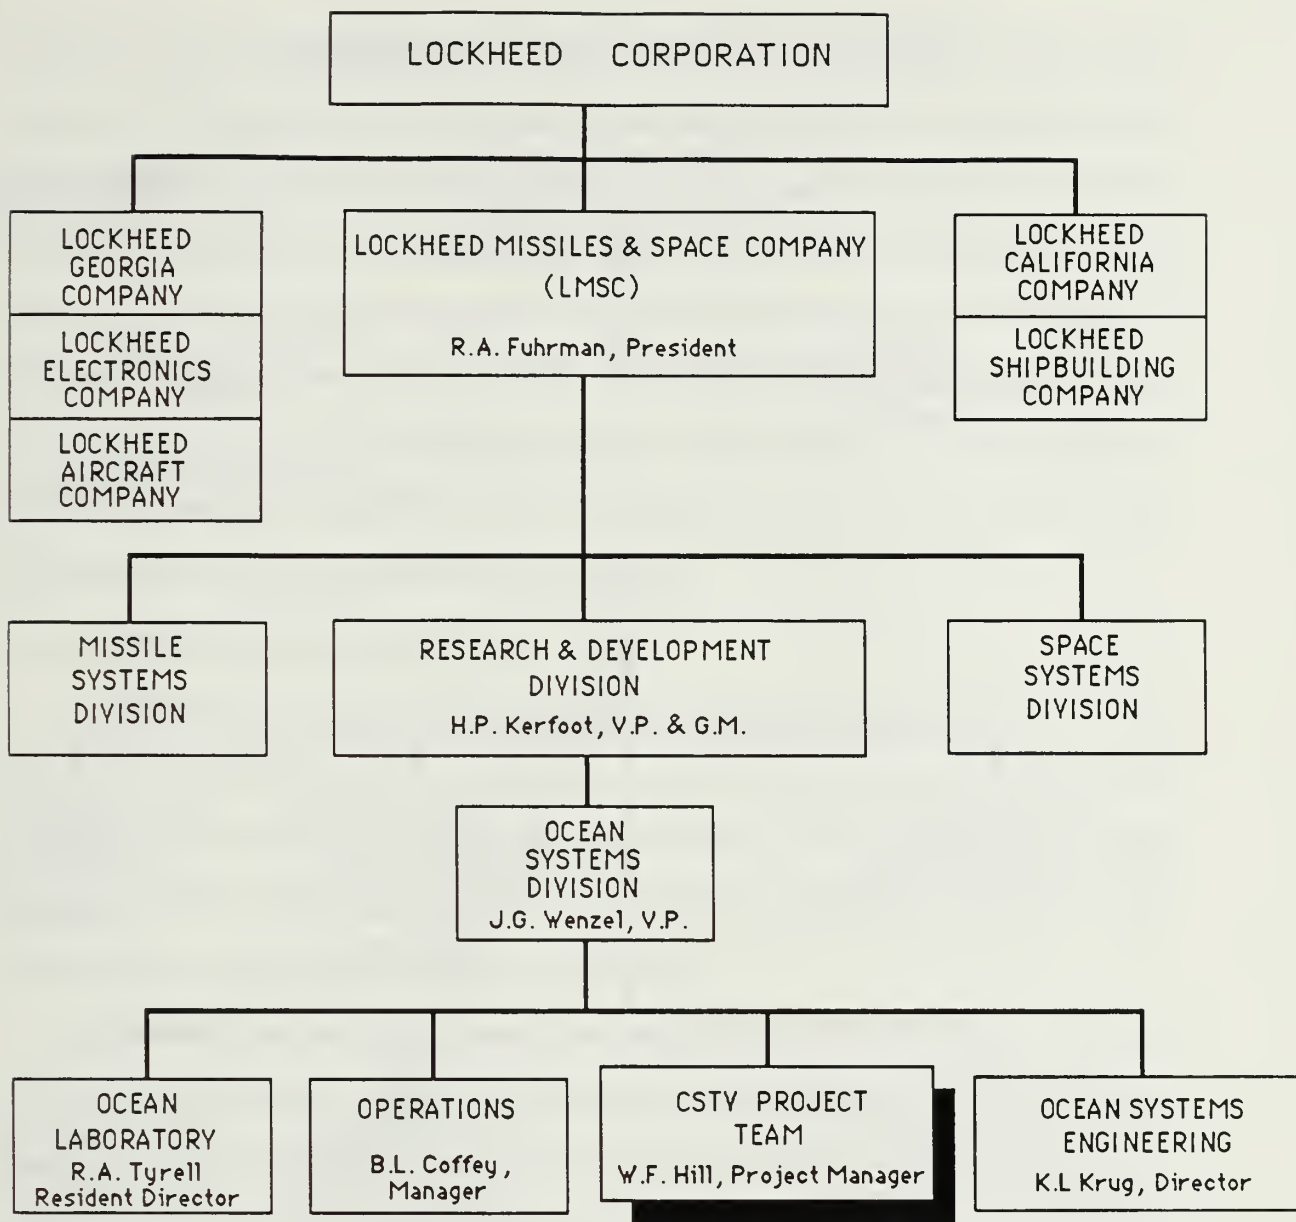 LOCKHEED CORPORATION
LOCKHEED
GEORGIA
COMPANY
LOCKHEED
ELECTRONICS
COMPANY
LOCKHEED
AIRCRAFT
COMPANY
LOCKHEED MISSILES & SPACE COMPANY
(LMSC)
R.A. Fuhrman, President
LOCKHEED
CALIFORNIA
COMPANY
LOCKHEED
SHIPBUILDING
COMPANY
MISSILE
SYSTEMS
DIVISION
RESEARCH & DEVELOPMENT
DIVISION
H.P. Kerfoot, V.P. & G.M.
SPACE
SYSTEMS
DIVISION
OCEAN
SYSTEMS
DIVISION
J.G. Wenzel, V.P.
OCEAN
LABORATORY
R.A. Tyrell
Resident Director
OPERATIONS
B.L. Coffey,
Manager
CSTV PROJECT
TEAM
W.F. Hill, Project Manager
OCEAN SYSTEMS
ENGINEERING
K.L Krug, Director